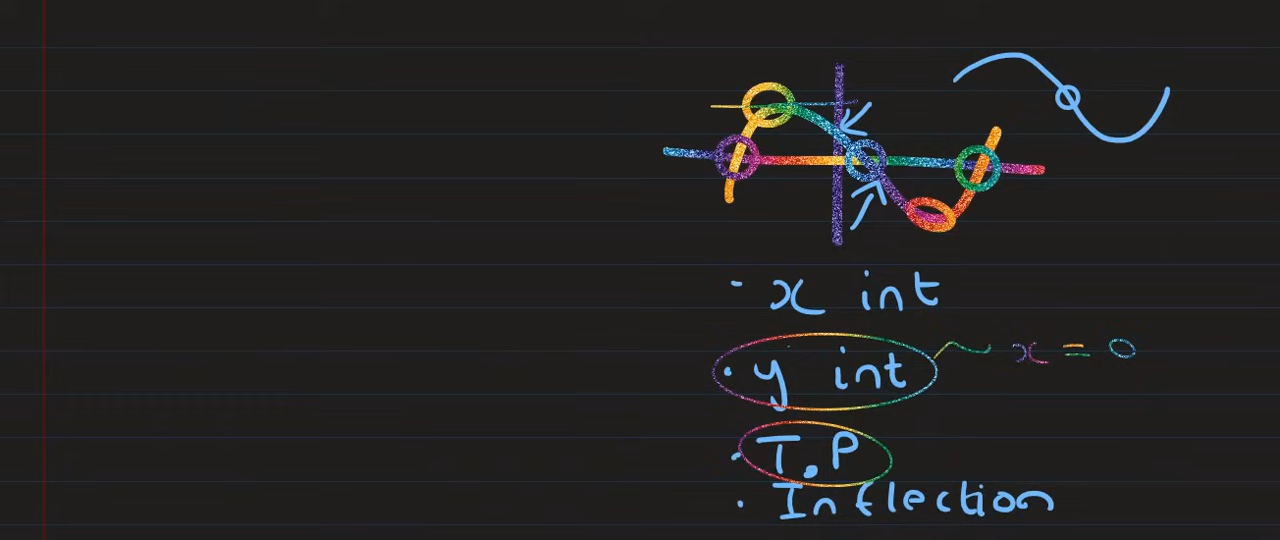 · x int
· y int ~ x = 0
· T.P
· Inflection